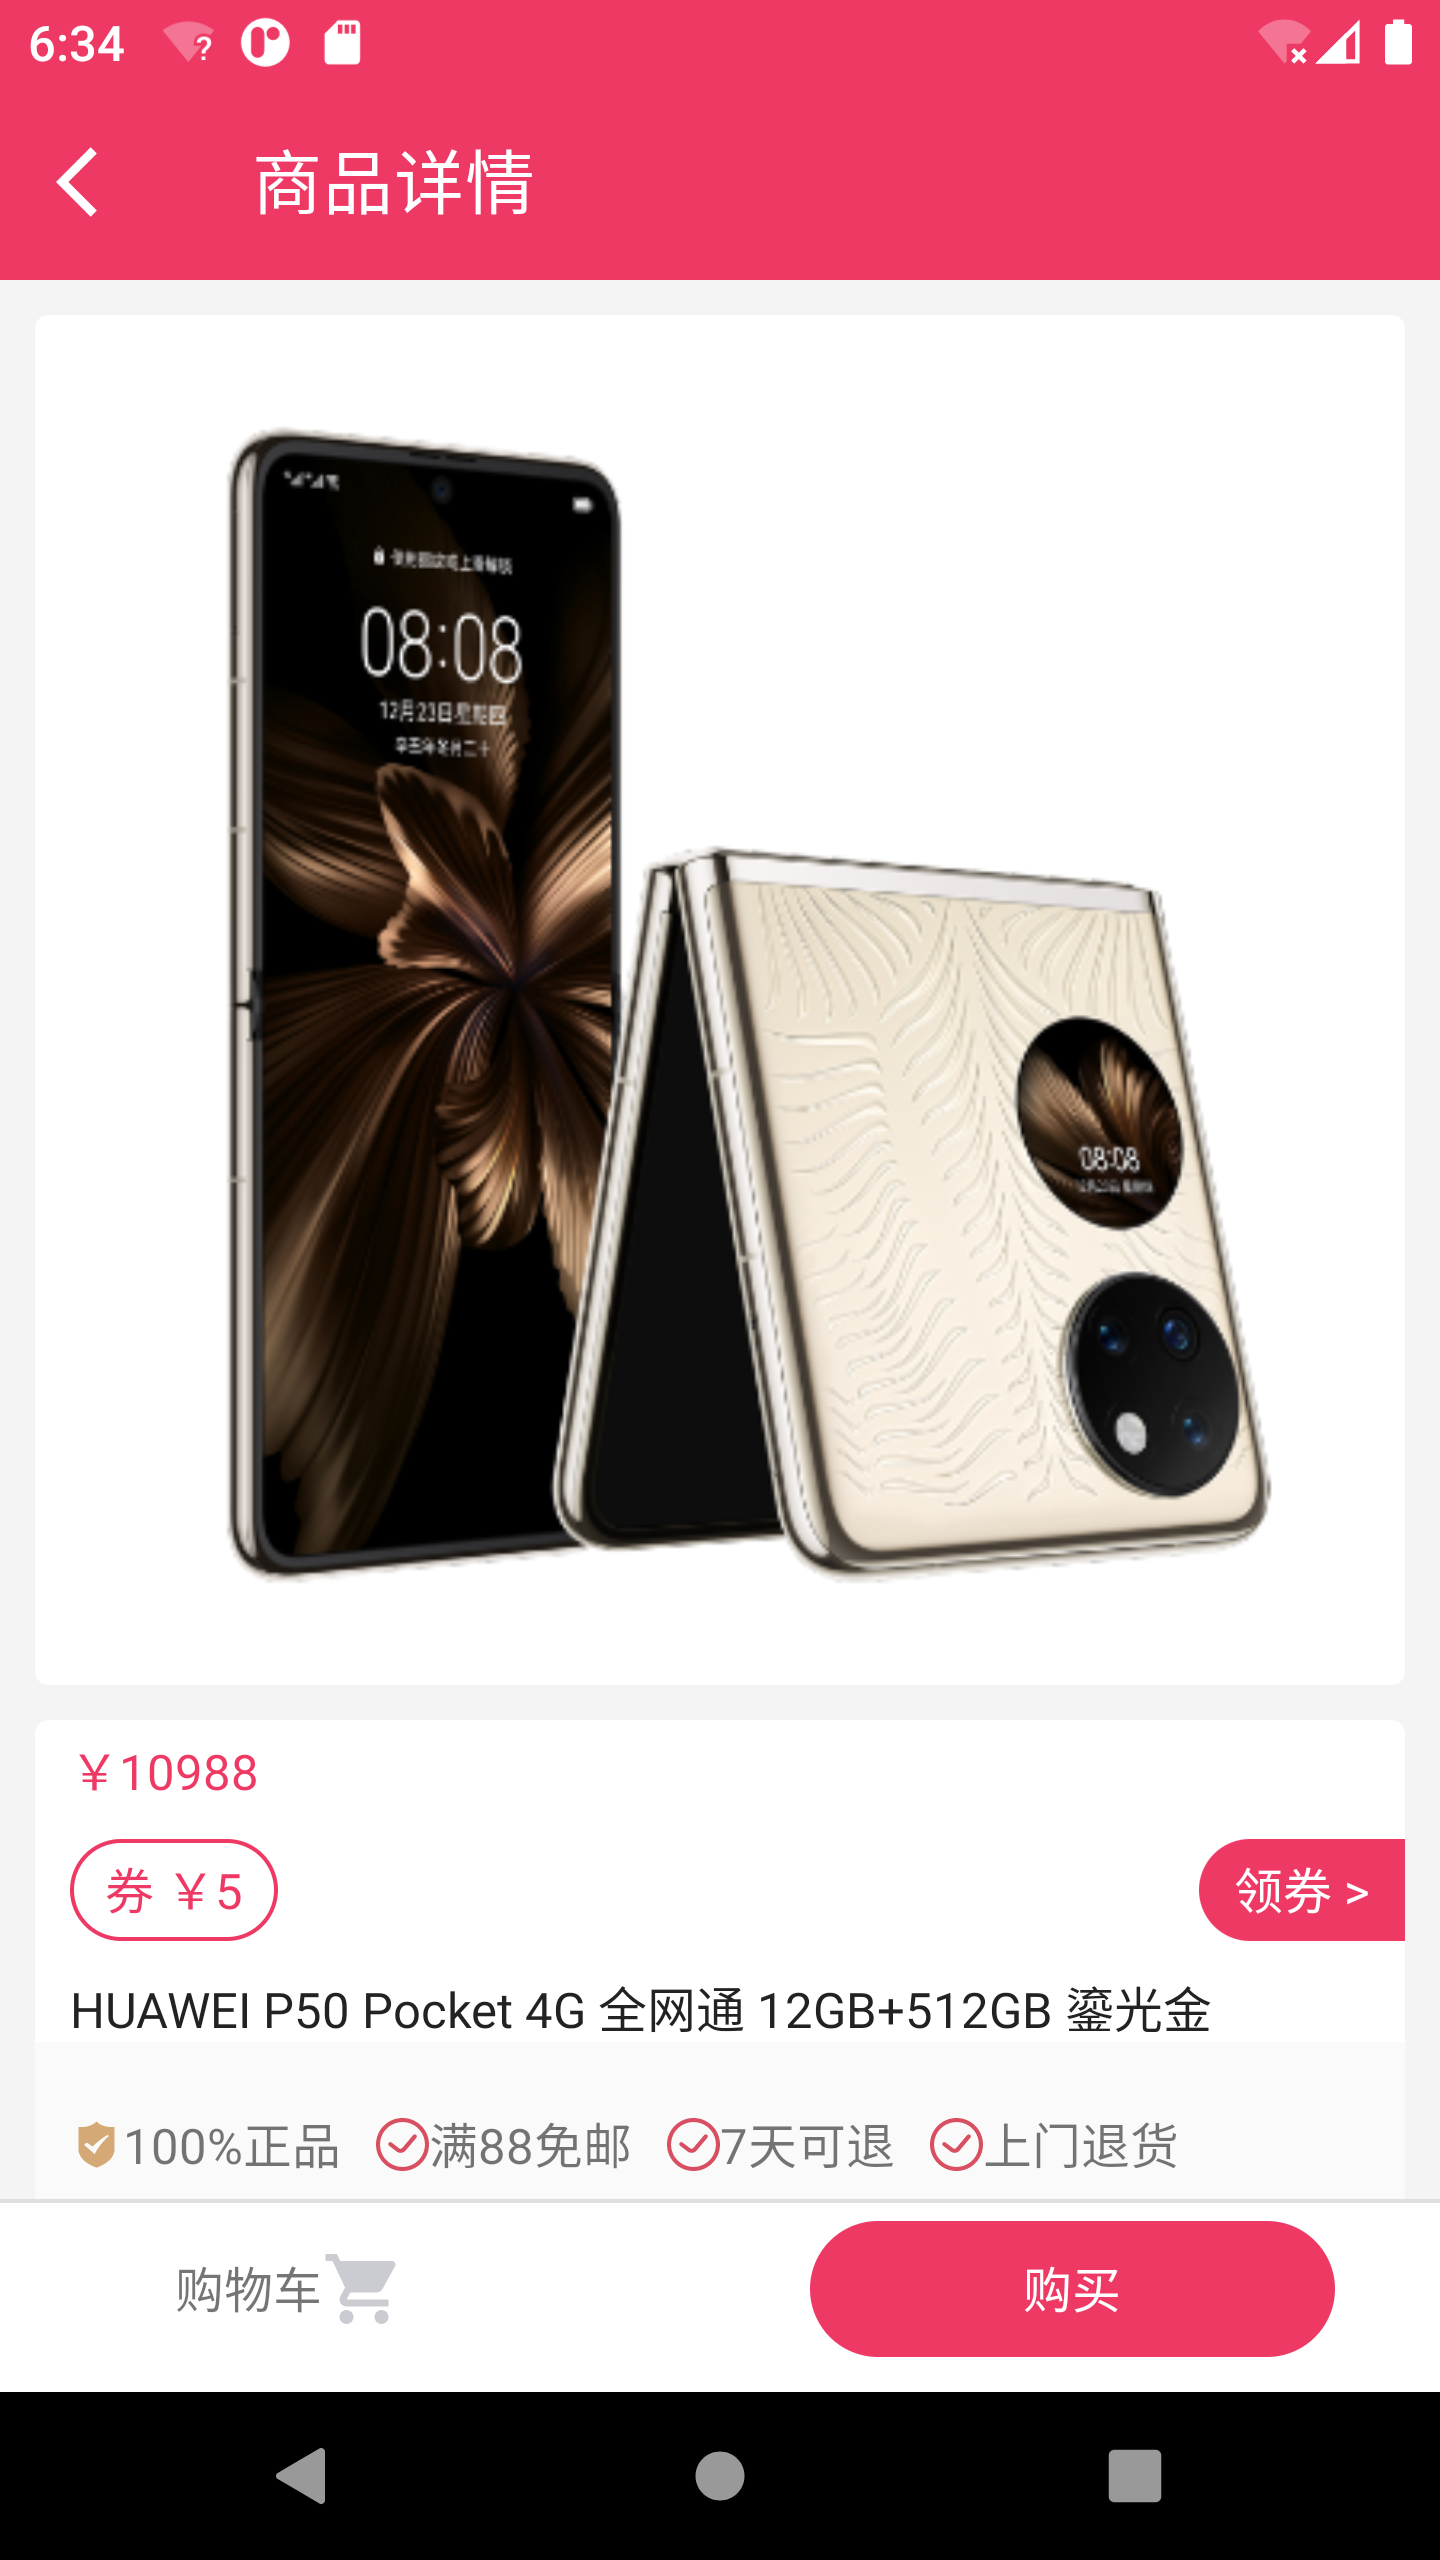 6:34
商品详情
08:08
12月23日 星期四
08:08
￥10988
券 ￥5
领券 >
HUAWEI P50 Pocket 4G 全网通 12GB+512GB 鎏光金
100%正品 满88免邮 7天可退 上门退货
购物车
购买